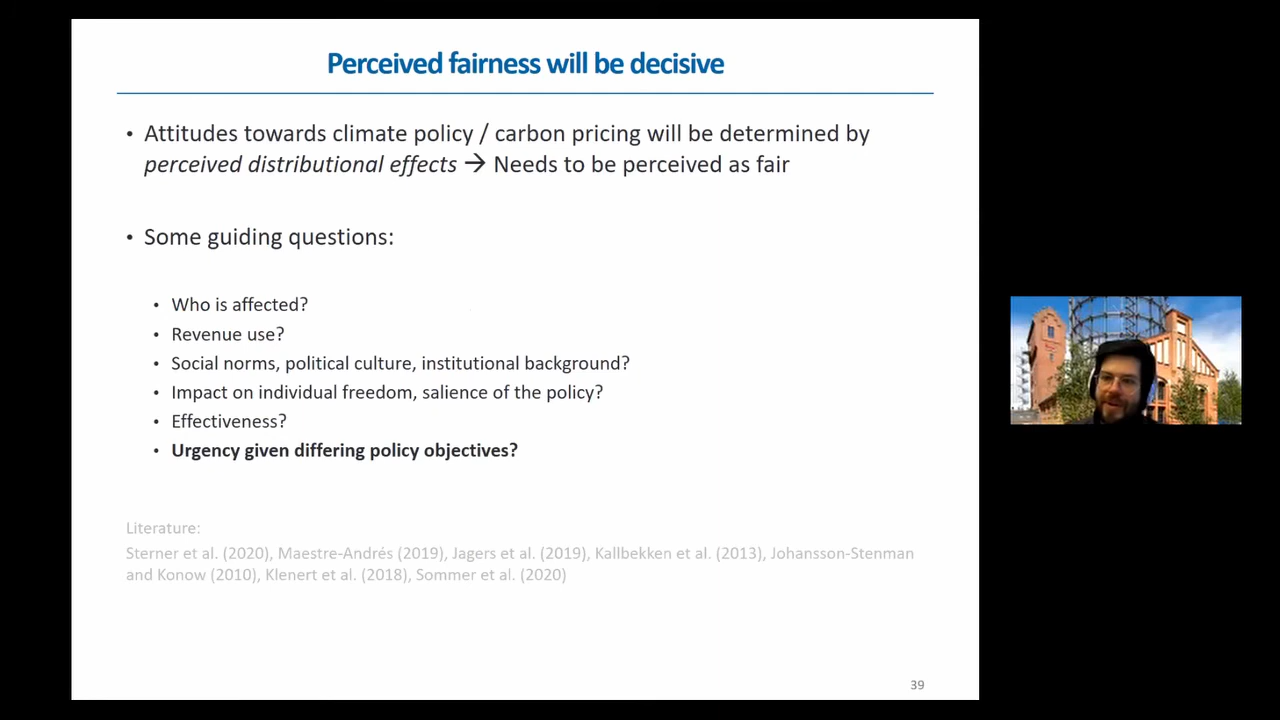 Perceived fairness will be decisive
• Attitudes towards climate policy / carbon pricing will be determined by
perceived distributional effects → Needs to be perceived as fair
• Some guiding questions:
• Who is affected?
• Revenue use?
• Social norms, political culture, institutional background?
• Impact on individual freedom, salience of the policy?
• Effectiveness?
• Urgency given differing policy objectives?
Literature:
Sterner et al. (2020), Maestre-Andrés (2019), Jagers et al. (2019), Kallbekken et al. (2013), Johansson-Stenman
and Konow (2010), Klenert et al. (2018), Sommer et al. (2020)
39